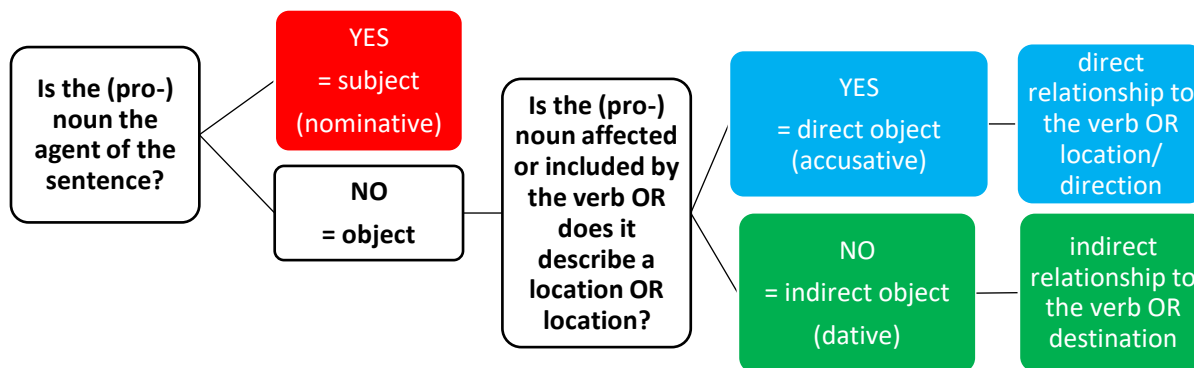 Is the (pro-)
noun the
agent of the
sentence?
YES
= subject
(nominative)
NO
= object
Is the (pro-)
noun affected
or included by
the verb OR
does it
describe a
location OR
location?
YES
= direct object
(accusative)
direct
relationship to
the verb OR
location/
direction
NO
= indirect object
(dative)
indirect
relationship to
the verb OR
destination